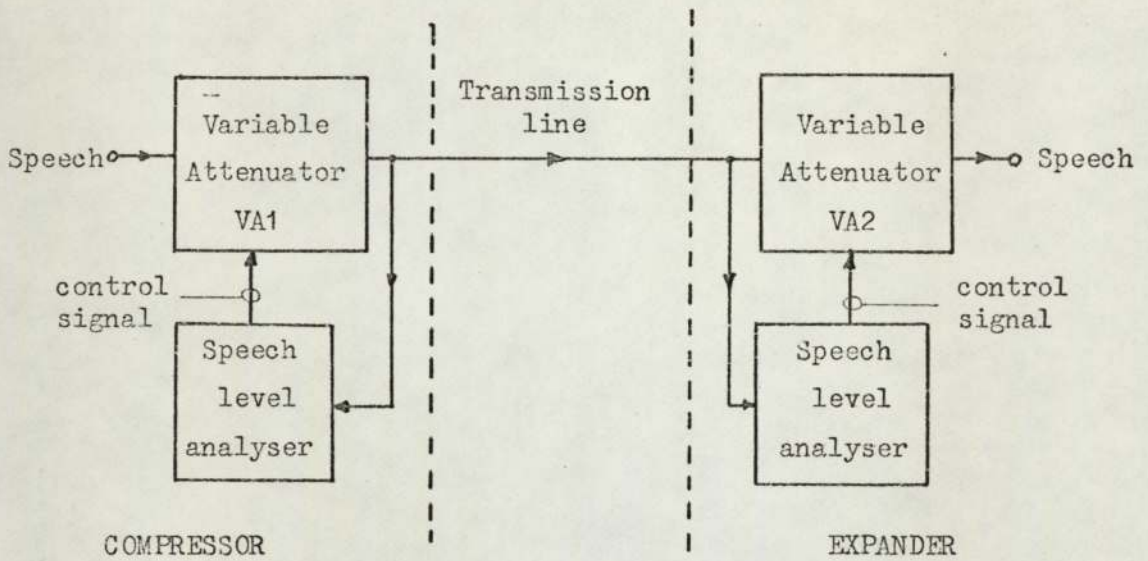 Speech
Variable
Attenuator
VA1
control
signal
Speech
level
analyser
COMPRESSOR
Transmission
line
Variable
Attenuator
VA2
Speech
control
signal
Speech
level
analyser
EXPANDER